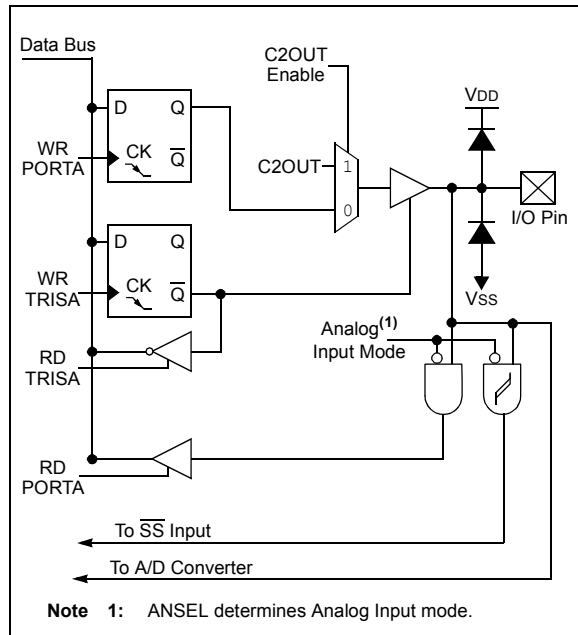 Data Bus
C2OUT
Enable
VDD
D Q
WR
PORTA
CK
Q
C2OUT
1
0
I/O Pin
D Q
WR
TRISA
CK
Q
VSS
Analog(1)
Input Mode
RD
TRISA
RD
PORTA
To SS Input
To A/D Converter
Note 1: ANSEL determines Analog Input mode.